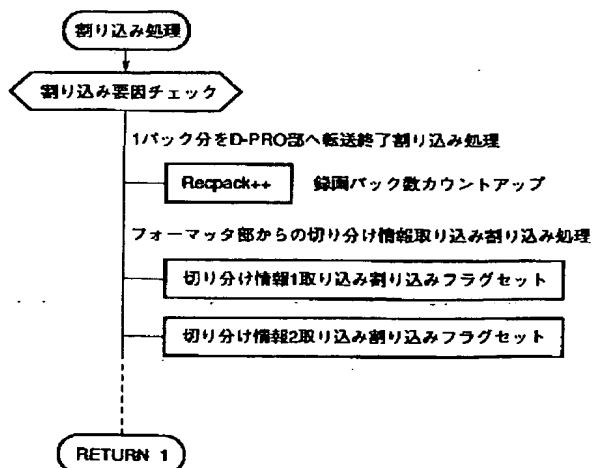 割り込み処理
割り込み要因チェック
1パック分をD-PRO部へ転送終了割り込み処理
Recpack++ 録画パック数カウントアップ
フォーマッタ部からの切り分け情報取り込み割り込み処理
切り分け情報1取り込み割り込みフラグセット
切り分け情報2取り込み割り込みフラグセット
RETURN 1